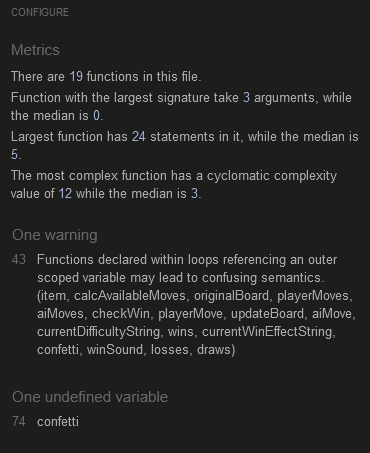 CONFIGURE
Metrics
There are 19 functions in this file.
Function with the largest signature take 3 arguments, while
the median is 0.
Largest function has 24 statements in it, while the median is
5.
The most complex function has a cyclomatic complexity
value of 12 while the median is 3.
One warning
43 Functions declared within loops referencing an outer
scoped variable may lead to confusing semantics.
(item, calcAvailableMoves, originalBoard, playerMoves,
aiMoves, checkWin, playerMove, updateBoard, aiMove,
currentDifficultyString, wins, currentWinEffectString,
confetti, winSound, losses, draws)
One undefined variable
74 confetti